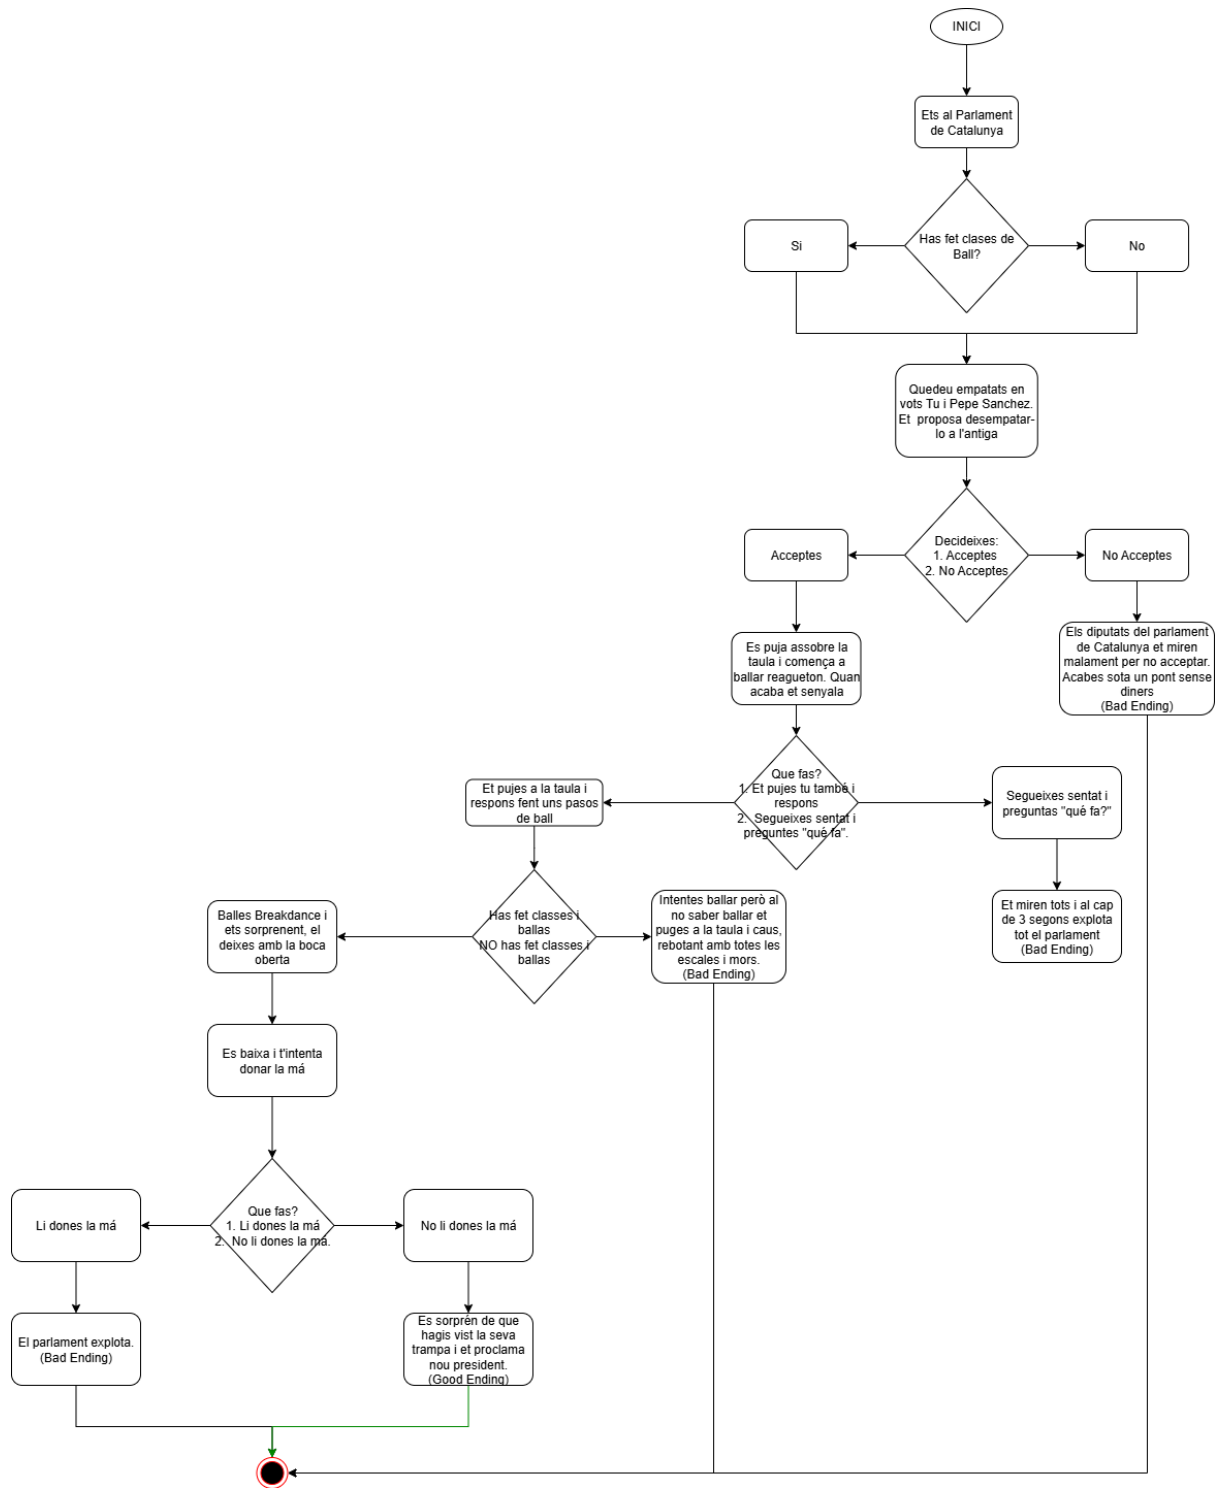 INICI
Ets al Parlament
de Catalunya
Has fet clases de
Ball?
Si
No
Quedeu empatats en
vots Tu i Pepe Sanchez.
Et proposa desempatar-
lo a l'antiga
Decideixes:
1. Acceptes
2. No Acceptes
Acceptes
No Acceptes
Es puja assobre la
taula i comença a
ballar reagueton. Quan
acaba et senyala
Els diputats del parlament
de Catalunya et miren
malament per no acceptar.
Acabes sota un pont sense
diners
(Bad Ending)
Que fas?
1. Et pujes tu també i
respons
2. Segueixes sentat i
preguntes "qué fa".
Et pujes a la taula i
respons fent uns pasos
de ball
Segueixes sentat i
preguntas "qué fa?"
Has fet classes i
ballas
NO has fet classes i
ballas
Balles Breakdance i
ets sorprenent, el
deixes amb la boca
oberta
Intentes ballar però al
no saber ballar et
puges a la taula i caus,
rebotant amb totes les
escales i mors.
(Bad Ending)
Et miren tots i al cap
de 3 segons explota
tot el parlament
(Bad Ending)
Es baixa i t'intenta
donar la má
Que fas?
1. Li dones la má
2. No li dones la má.
Li dones la má
No li dones la má
El parlament explota.
(Bad Ending)
Es sorprén de que
hagis vist la seva
trampa i et proclama
nou president.
(Good Ending)